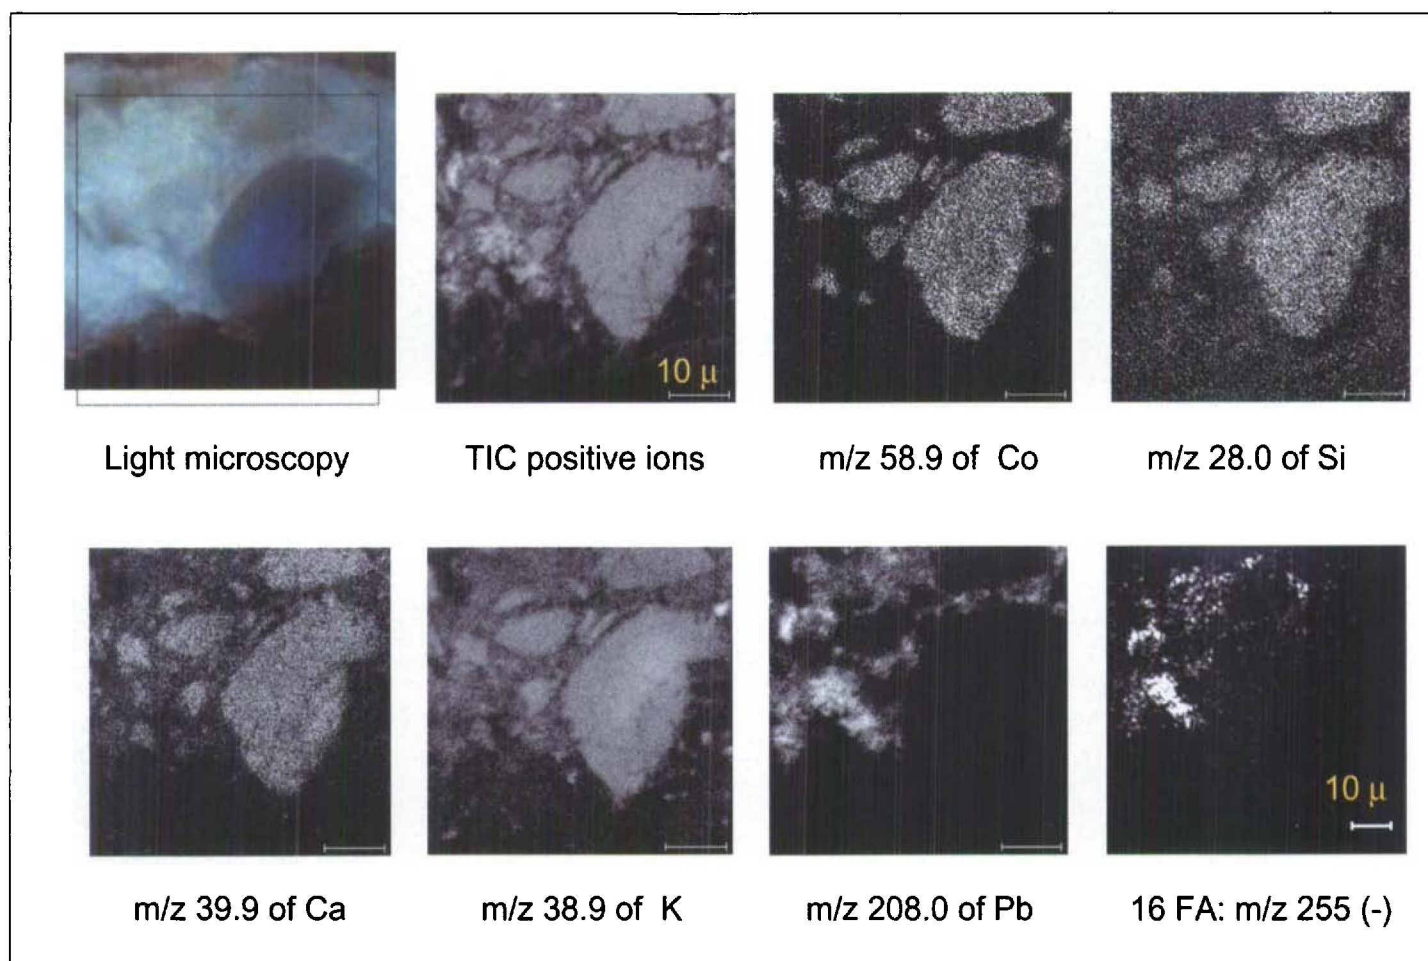 10 μ
Light microscopy
TIC positive ions
m/z 58.9 of Co
m/z 28.0 of Si
10 μ
m/z 39.9 of Ca
m/z 38.9 of K
m/z 208.0 of Pb
16 FA: m/z 255 (-)